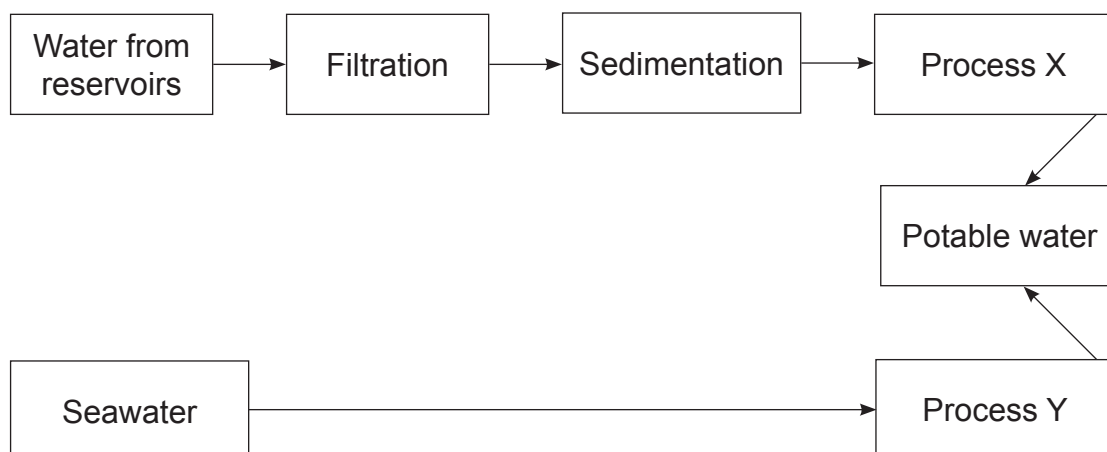 Water from
reservoirs
Filtration
Sedimentation
Process X
Potable water
Seawater
Process Y